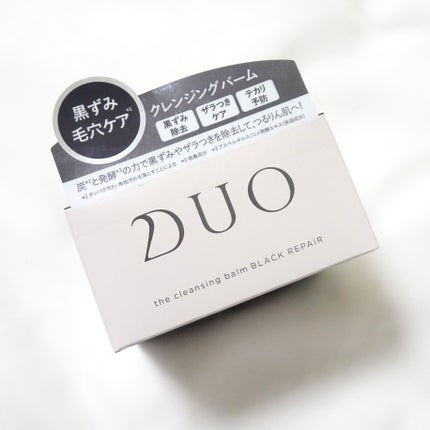 黒ずみ
毛穴ケア*1
クレンジングバーム
黒ずみ
除去
ザラつき
ケア
テカリ
予防
炭*2と発酵*3の力で黒ずみやザラつきを除去して、つるりん肌へ!
DUO
the cleansing balm BLACK REPAIR